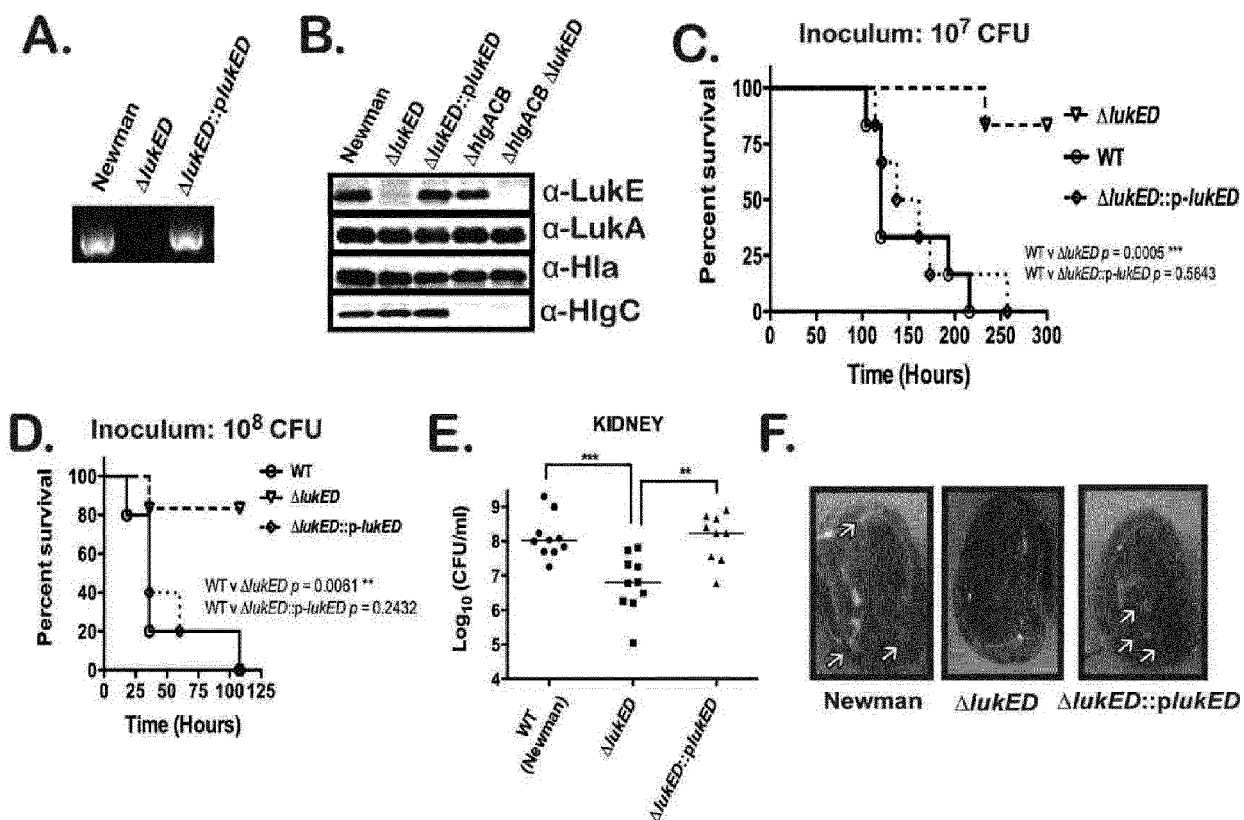 A.
Newman
ΔlukED
ΔlukED::plukED
B.
Newman
ΔlukED
ΔlukED::plukED
ΔhlgACB
ΔhlgACB ΔlukED
α-LukE
α-LukA
α-Hla
α-HlgC
C.
Inoculum: 10⁷ CFU
Percent survival
100
75
50
25
0
0 50 100 150 200 250 300
Time (Hours)
ΔlukED
WT
ΔlukED::p-lukED
WT v ΔlukED p = 0.0005 ***
WT v ΔlukED::p-lukED p = 0.5843
D.
Inoculum: 10⁸ CFU
Percent survival
100
80
60
40
20
0
0 25 50 75 100 125
Time (Hours)
WT
ΔlukED
ΔlukED::p-lukED
WT v ΔlukED p = 0.0061 **
WT v ΔlukED::p-lukED p = 0.2432
E.
KIDNEY
*** **
Log₁₀ (CFU/ml)
9
8
7
6
5
4
WT
(Newman)
ΔlukED
ΔlukED::plukED
F.
Newman
ΔlukED
ΔlukED::plukED